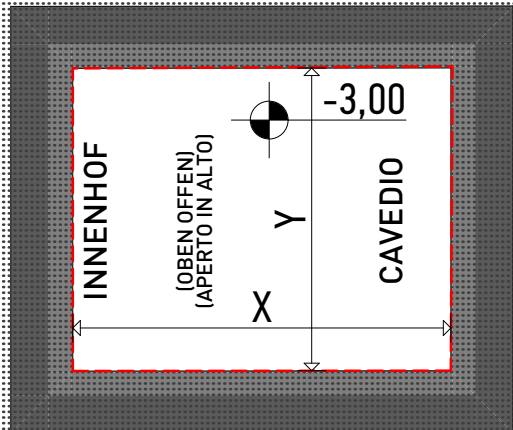 -3,00
INNENHOF
(OBEN OFFEN)
(APERTO IN ALTO)
Y
CAVEDIO
X